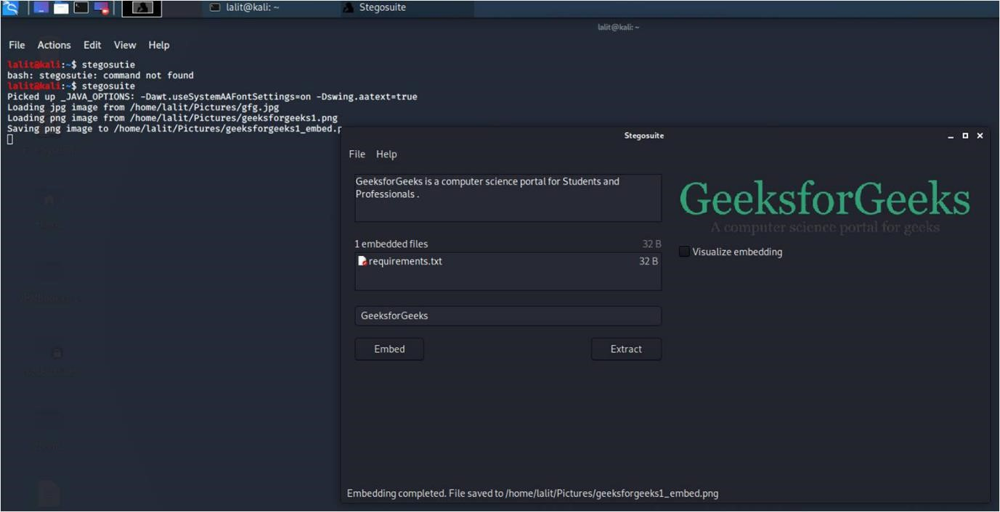 lalit@kali: ~
Stegosuite
lalit@kali: ~
File Actions Edit View Help
lalit@kali:~$ stegosutie
bash: stegosutie: command not found
lalit@kali:~$ stegosuite
Picked up _JAVA_OPTIONS: -Dawt.useSystemAAFontSettings=on -Dswing.aatext=true
Loading jpg image from /home/lalit/Pictures/gfg.jpg
Loading png image from /home/lalit/Pictures/geeksforgeeks1.png
Saving png image to /home/lalit/Pictures/geeksforgeeks1_embed.p
Stegosuite
File Help
GeeksforGeeks is a computer science portal for Students and
Professionals .
1 embedded files 32 B
requirements.txt 32 B
GeeksforGeeks
Embed Extract
GeeksforGeeks
A computer science portal for geeks
Visualize embedding
Embedding completed. File saved to /home/lalit/Pictures/geeksforgeeks1_embed.png